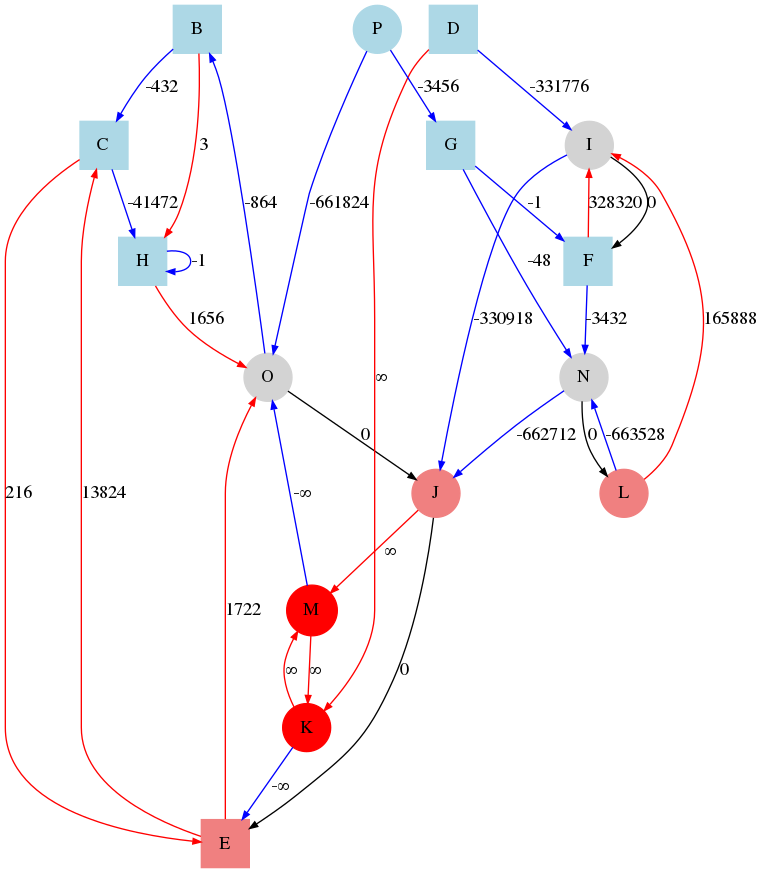 B P D
-432 -3456 -331776
C 3 G I
-41472 -864 -661824 -1 328320 0
H -1 -48 F
1656 -330918 -3432 165888
O ∞ N
0 -662712 0 -663528
216 13824 -∞ J L
∞
1722 M
∞ ∞ 0
K
-∞
E